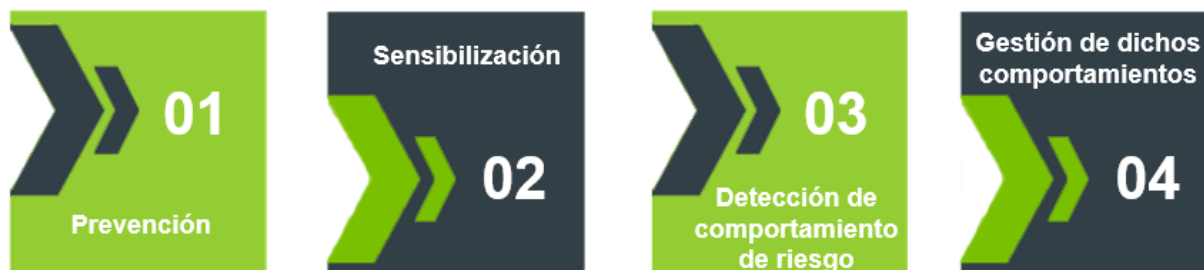 01
Prevención
Sensibilización
02
03
Detección de
comportamiento
de riesgo
Gestión de dichos
comportamientos
04